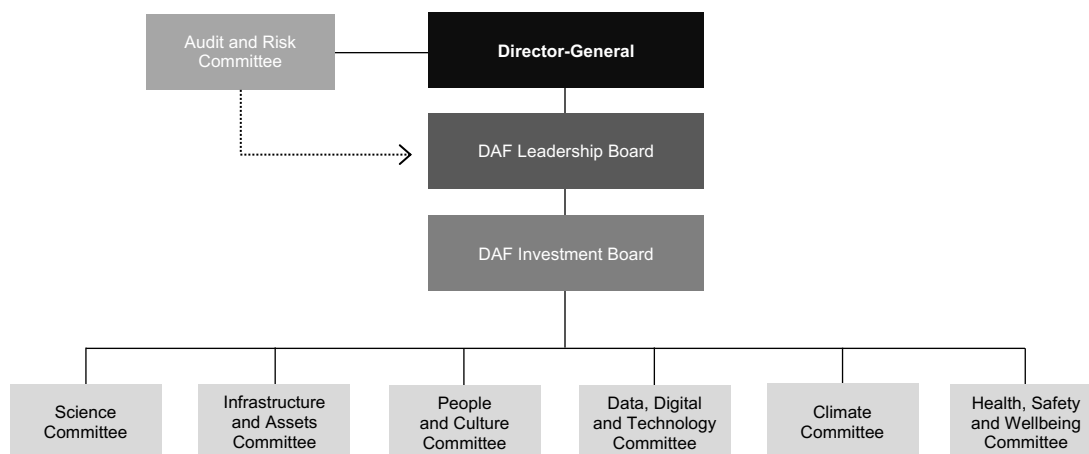 Audit and Risk
Committee
Director-General
DAF Leadership Board
DAF Investment Board
Science
Committee
Infrastructure
and Assets
Committee
People
and Culture
Committee
Data, Digital
and Technology
Committee
Climate
Committee
Health, Safety
and Wellbeing
Committee